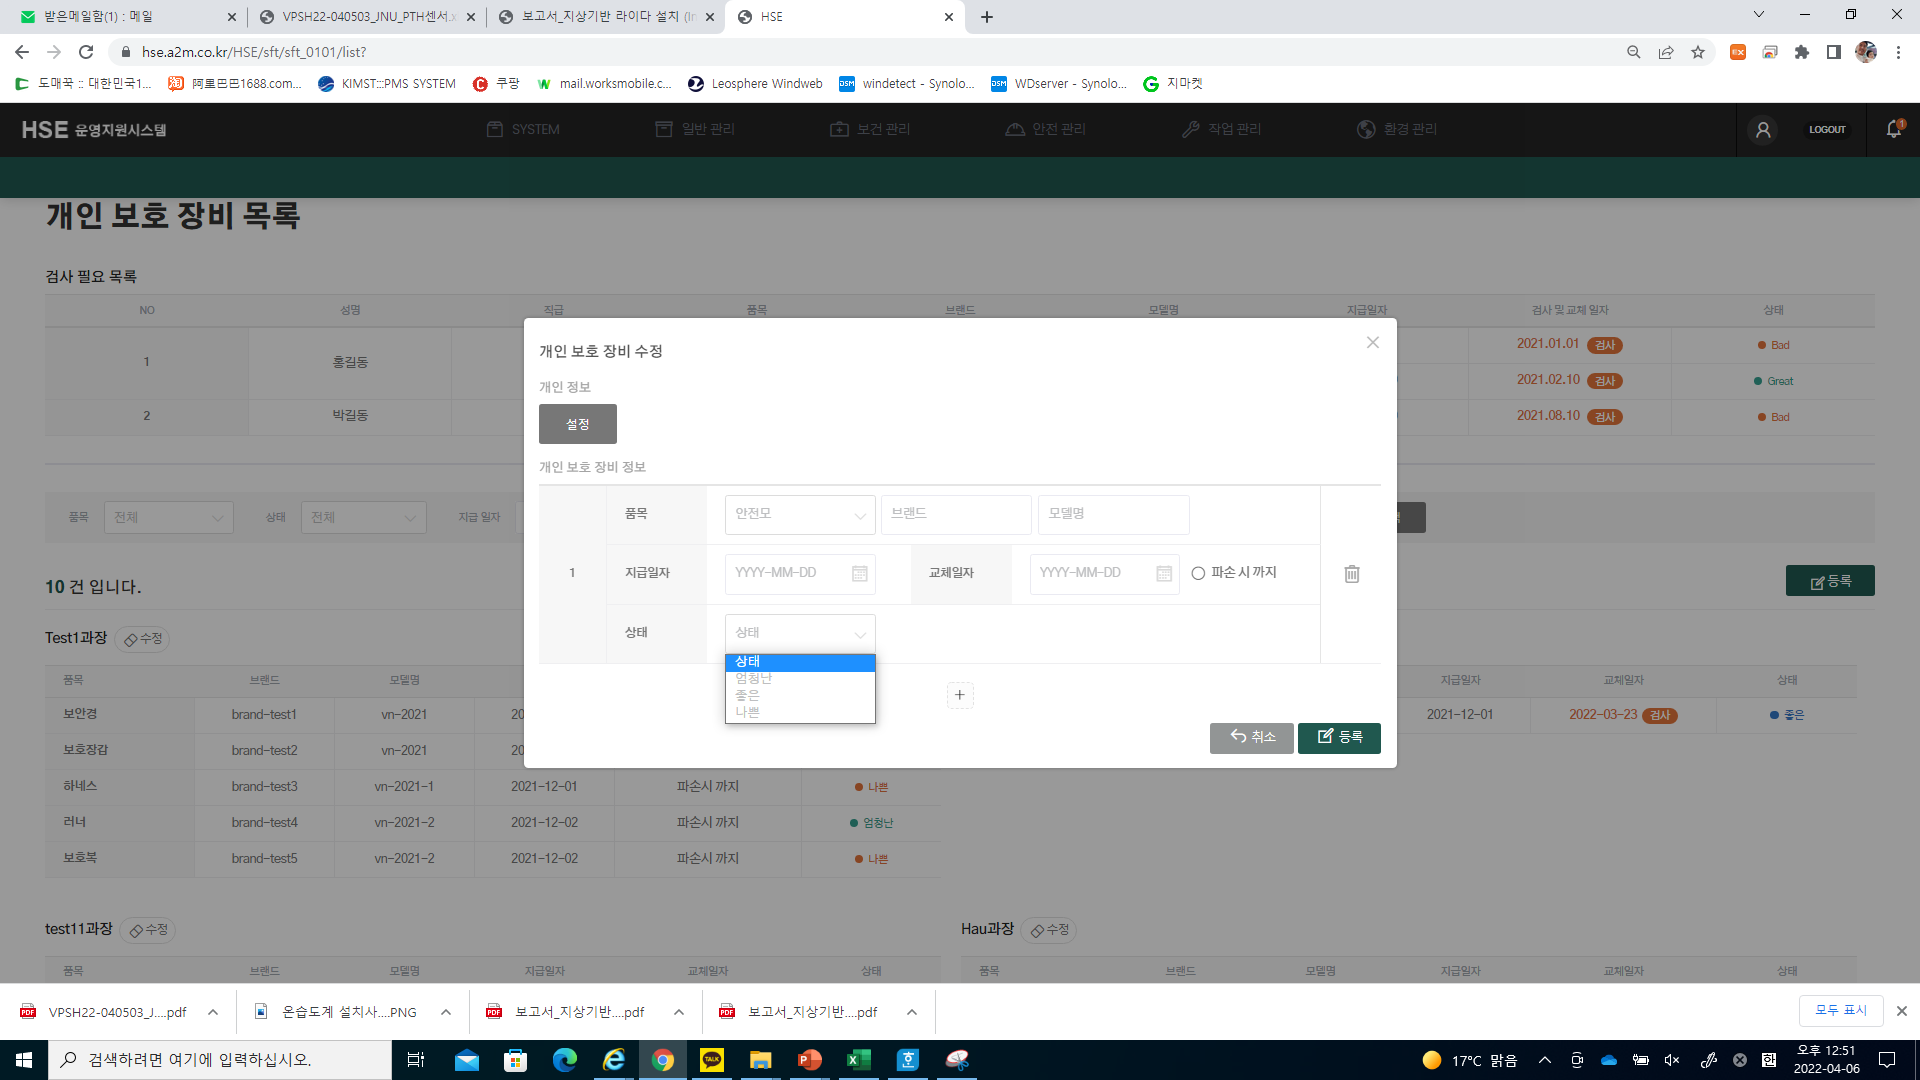 받은메일함(1) : 메일
VPSH22-040503_JNU_PTH센서.x
보고서_지상기반 라이다 설치 (In
HSE
hse.a2m.co.kr/HSE/sft/sft_0101/list?
도매꾹 :: 대한민국1...
阿里巴巴1688.com...
KIMST:::PMS SYSTEM
쿠팡
mail.worksmobile.c...
Leosphere Windweb
windetect - Synolo...
WDserver - Synolo...
지마켓
HSE 운영지원시스템
SYSTEM
일반 관리
보건 관리
안전 관리
작업 관리
환경 관리
LOGOUT
1
개인 보호 장비 목록
검사 필요 목록
NO 성명 직급 품목 브랜드 모델명 지급일자 검사 및 교체 일자 상태
1 홍길동 2021.01.01 검사 Bad
2021.02.10 검사 Great
2 박길동 2021.08.10 검사 Bad
품목 전체 상태 전체 지급 일자
10 건 입니다.
등록
개인 보호 장비 수정
개인 정보
설정
개인 보호 장비 정보
1
품목 안전모 브랜드 모델명
지급일자 YYYY-MM-DD 교체일자 YYYY-MM-DD 파손 시 까지
상태 상태
상태
엄청난
좋은
나쁜
+
취소 등록
Test1과장 수정
품목 브랜드 모델명
보안경 brand-test1 vn-2021 20
보호장갑 brand-test2 vn-2021 20
하네스 brand-test3 vn-2021-1 2021-12-01 파손시 까지 나쁜
러너 brand-test4 vn-2021-2 2021-12-02 파손시 까지 엄청난
보호복 brand-test5 vn-2021-2 2021-12-02 파손시 까지 나쁜
지급일자 교체일자 상태
2021-12-01 2022-03-23 검사 좋은
test11과장 수정
품목 브랜드 모델명 지급일자 교체일자 상태
Hau과장 수정
품목 브랜드 모델명 지급일자 교체일자 상태
VPSH22-040503_J....pdf
온습도계 설치사....PNG
보고서_지상기반....pdf
보고서_지상기반....pdf
모두 표시
검색하려면 여기에 입력하십시오.
17°C 맑음
오후 12:51
2022-04-06